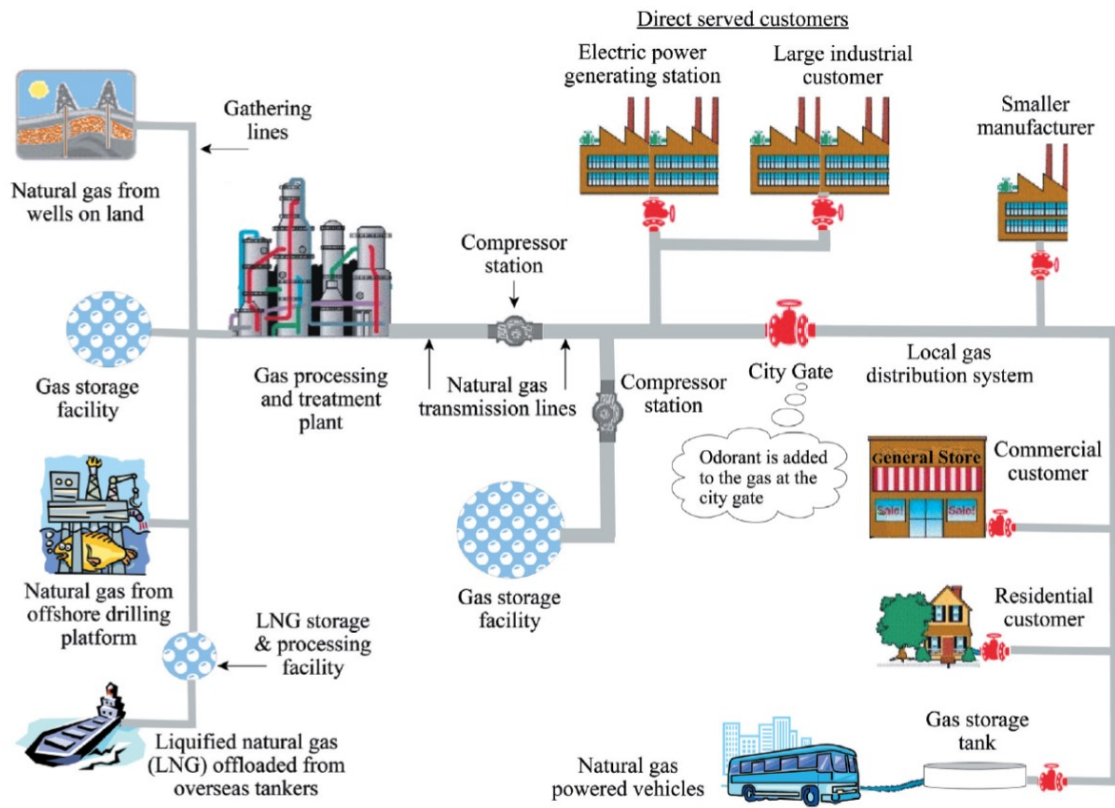 Direct served customers
Electric power
generating station
Large industrial
customer
Smaller
manufacturer
Gathering
lines
Natural gas from
wells on land
Compressor
station
Gas storage
facility
Gas processing
and treatment
plant
Natural gas
transmission lines
Compressor
station
City Gate
Local gas
distribution system
Odorant is added
to the gas at the
city gate
General Store
Sale!
Sale!
Commercial
customer
Natural gas from
offshore drilling
platform
LNG storage
& processing
facility
Gas storage
facility
Residential
customer
Liquified natural gas
(LNG) offloaded from
overseas tankers
Natural gas
powered vehicles
Gas storage
tank